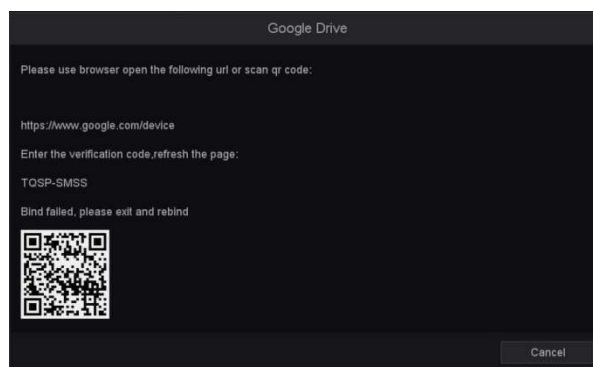 Google Drive
Please use browser open the following url or scan qr code:
https://www.google.com/device
Enter the verification code,refresh the page:
TQSP-SMSS
Bind failed, please exit and rebind
Cancel